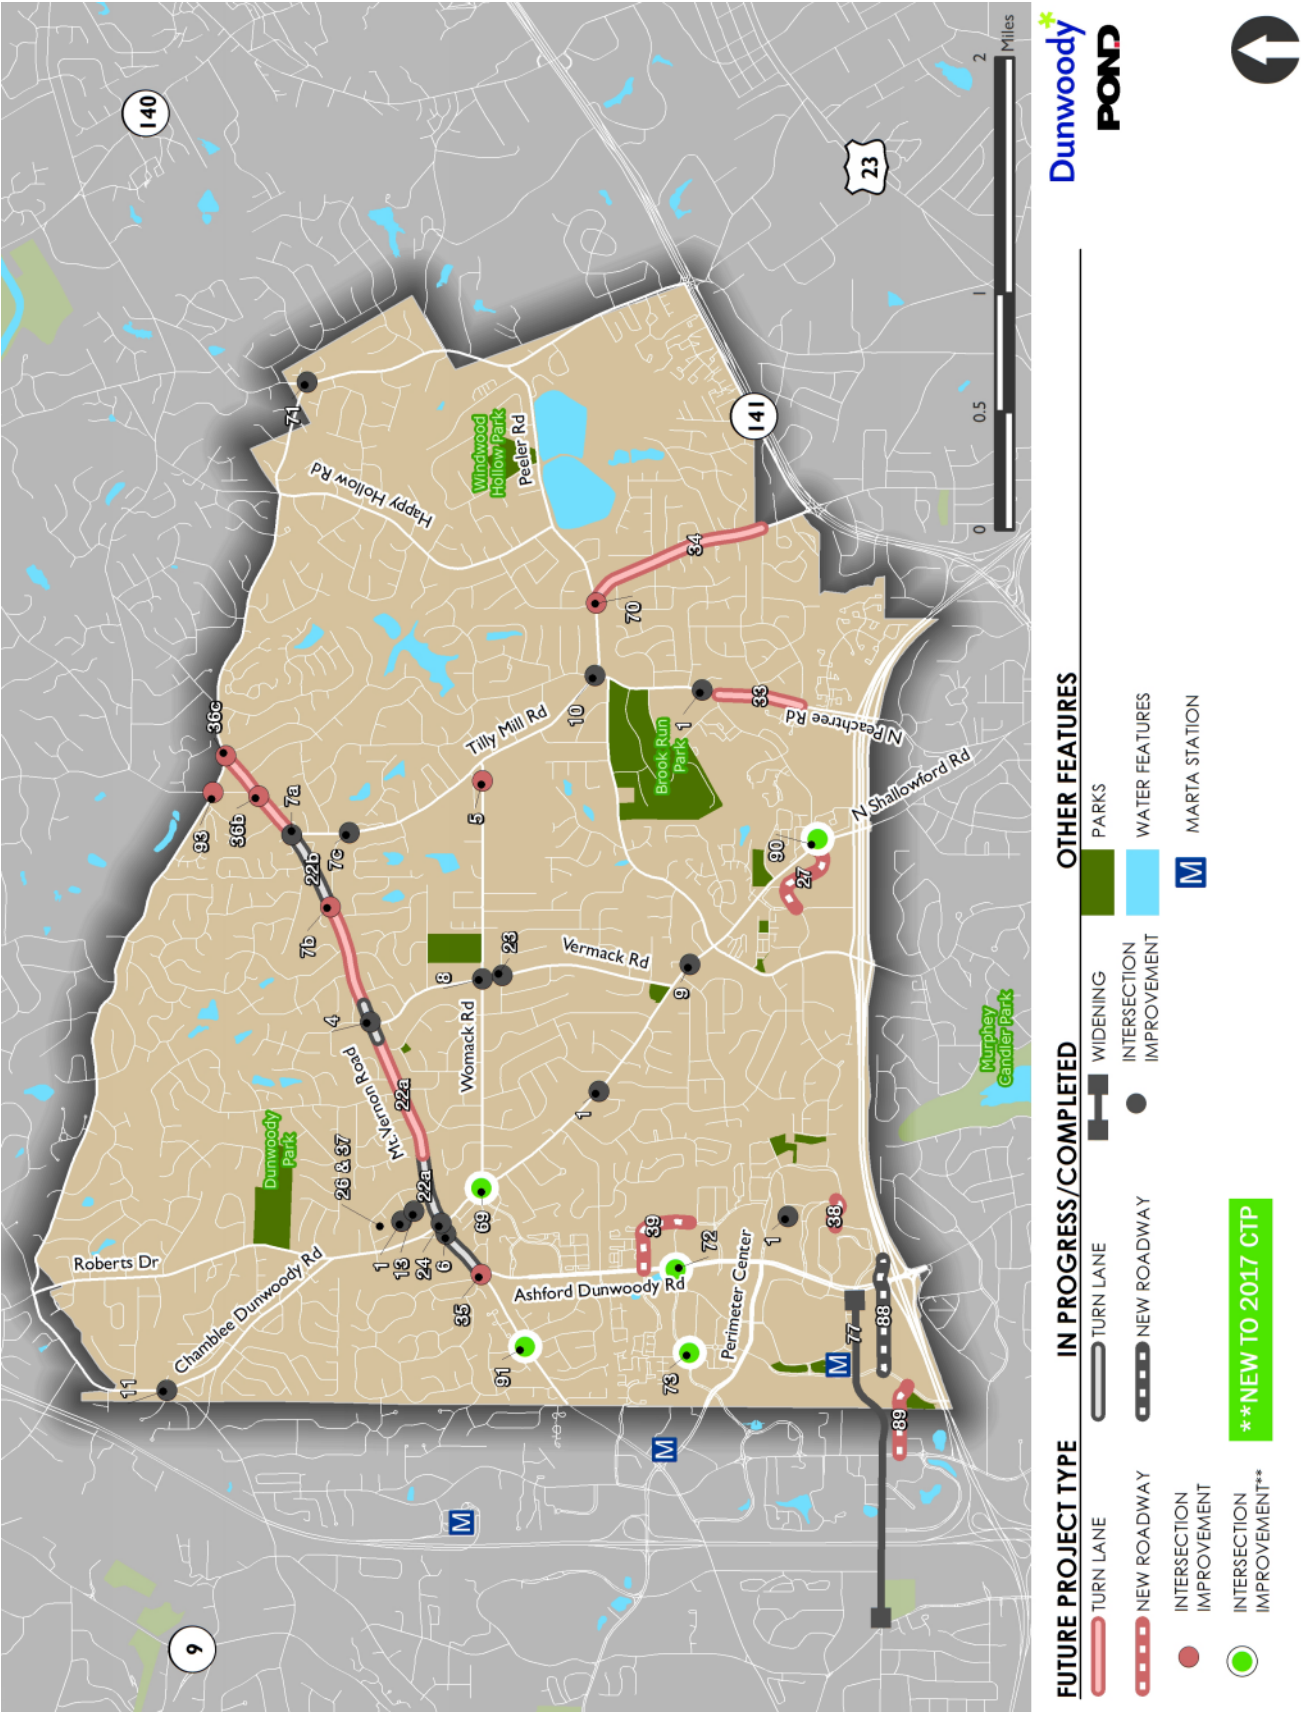 140
9
23
141
11
Roberts Dr
Chamblee Dunwoody Rd
Dunwoody
Park
26 & 37
1
13
24
6
22a
35
91
69
Mt. Vernon Road
22a
4
7b
22b
7a
7c
36b
93
36c
71
Happy Hollow Rd
Windwood
Hollow Park
Peeler Rd
Tilly Mill Rd
5
8
23
Womack Rd
Vermack Rd
9
1
10
70
34
Brook Run
Park
1
33
N Peachtree Rd
N Shallowford Rd
90
27
Ashford Dunwoody Rd
39
72
73
Perimeter Center
1
38
77
88
89
M
M
M
Murphey
Candler Park
0
0.5
1
2
Miles
FUTURE PROJECT TYPE
TURN LANE
NEW ROADWAY
INTERSECTION
IMPROVEMENT
INTERSECTION
IMPROVEMENT**
IN PROGRESS/COMPLETED
TURN LANE
NEW ROADWAY
WIDENING
INTERSECTION
IMPROVEMENT
**NEW TO 2017 CTP
OTHER FEATURES
PARKS
WATER FEATURES
M
MARTA STATION
Dunwoody*
POND